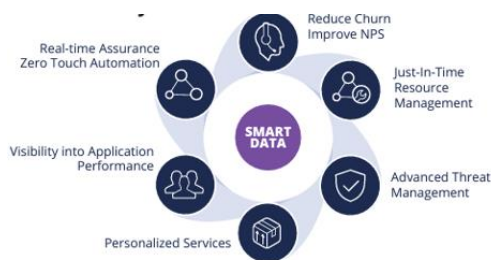 Reduce Churn
Improve NPS
Real-time Assurance
Zero Touch Automation
Just-In-Time
Resource
Management
SMART
DATA
Visibility into Application
Performance
Advanced Threat
Management
Personalized Services